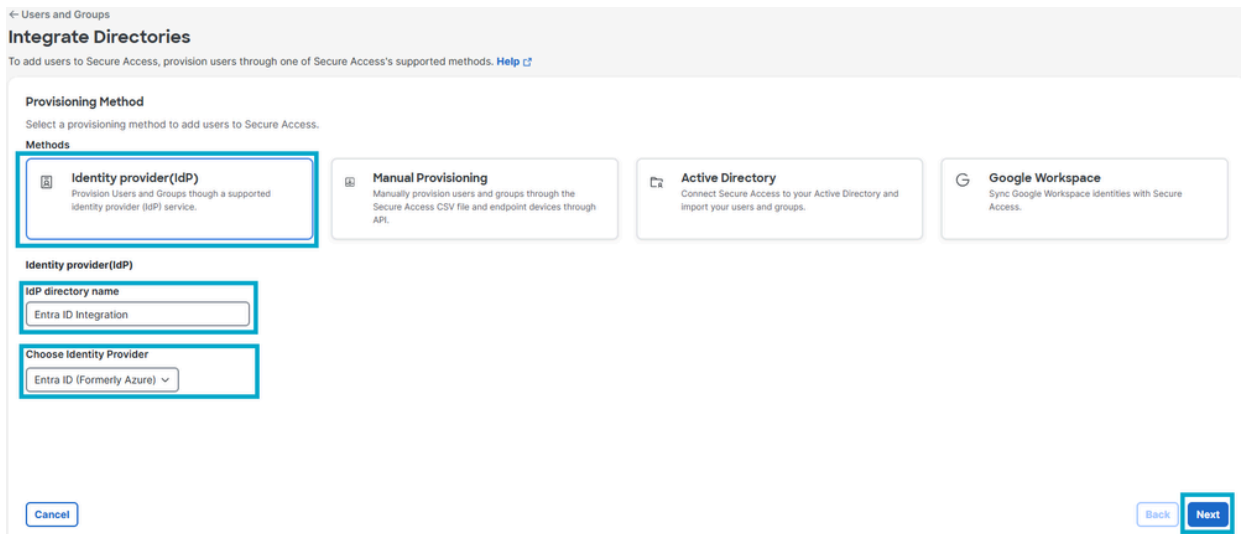 ← Users and Groups
Integrate Directories
To add users to Secure Access, provision users through one of Secure Access's supported methods. Help
Provisioning Method
Select a provisioning method to add users to Secure Access.
Methods
Identity provider(IdP)
Provision Users and Groups though a supported
identity provider (IdP) service.
Manual Provisioning
Manually provision users and groups through the
Secure Access CSV file and endpoint devices through
API.
Active Directory
Connect Secure Access to your Active Directory and
import your users and groups.
Google Workspace
Sync Google Workspace identities with Secure
Access.
Identity provider(IdP)
IdP directory name
Entra ID Integration
Choose Identity Provider
Entra ID (Formerly Azure)
Cancel
Back
Next